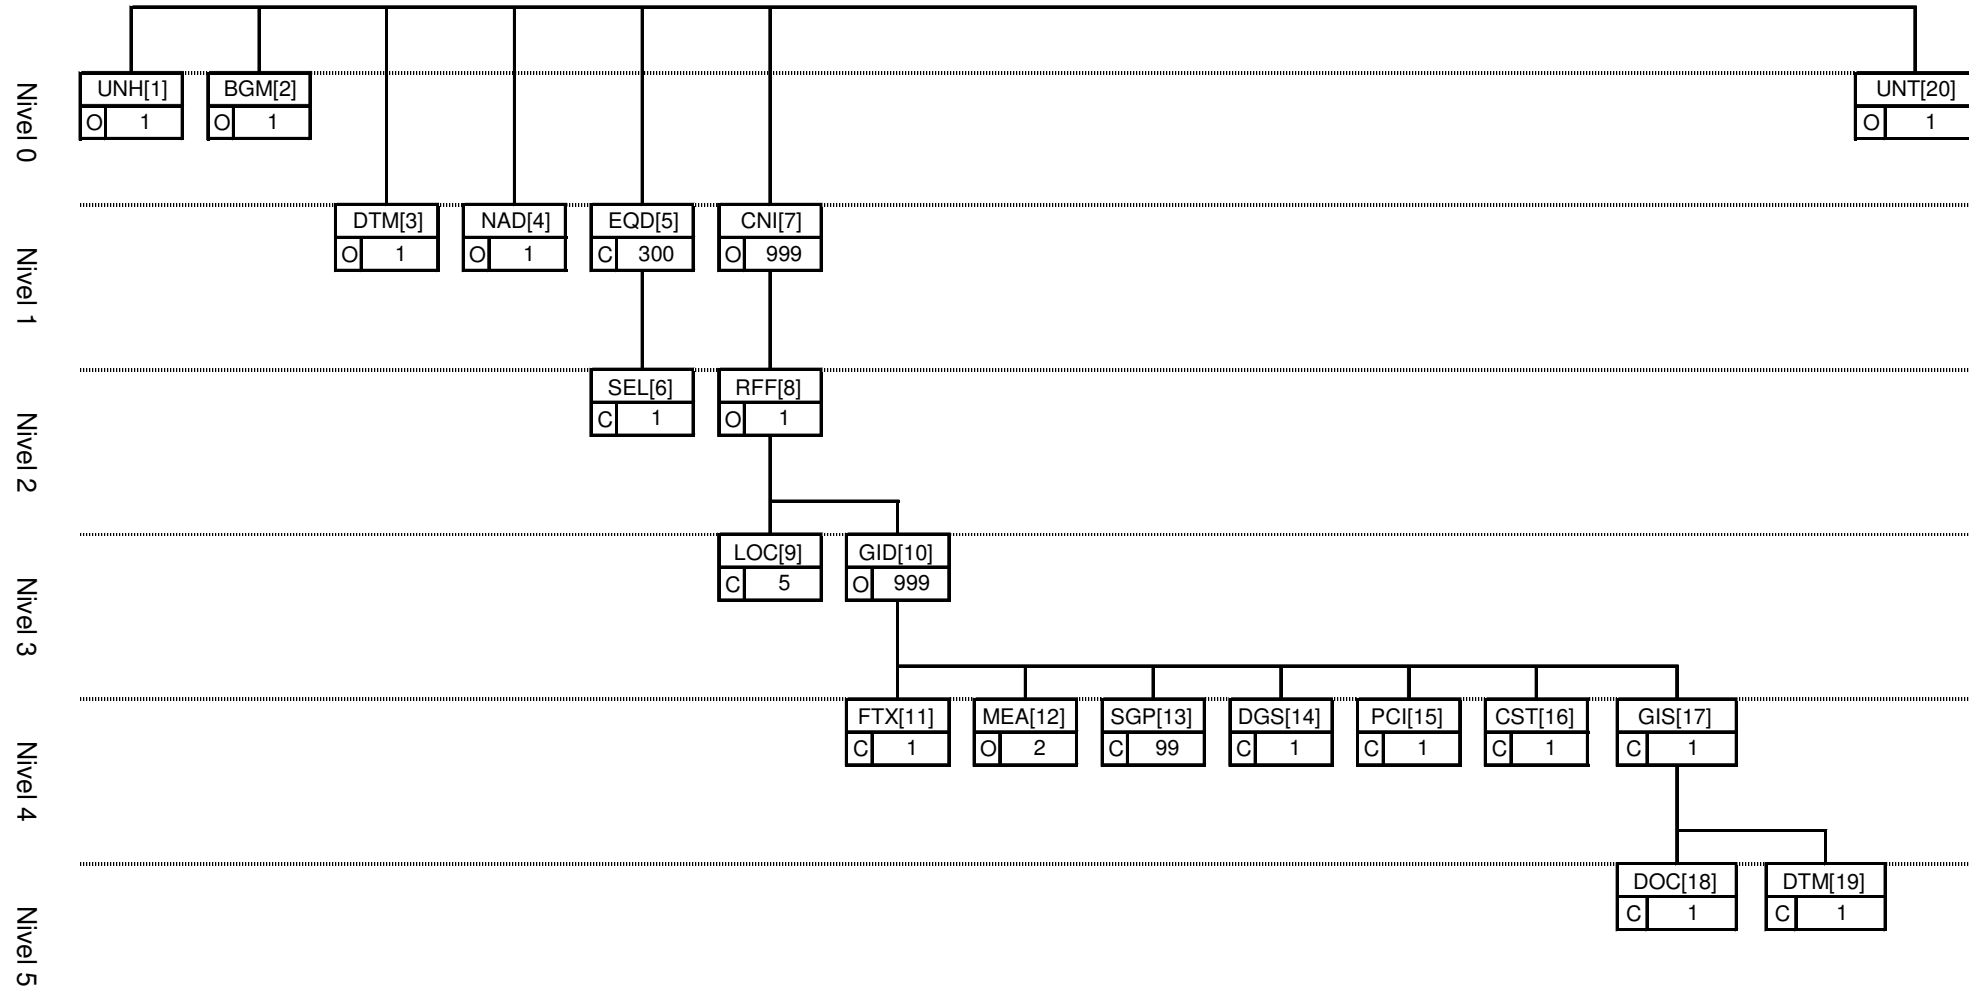 Nivel 0
UNH[1] BGM[2] UNT[20]
O 1 O 1 O 1
Nivel 1
DTM[3] NAD[4] EQD[5] CNI[7]
O 1 O 1 C 300 O 999
Nivel 2
SEL[6] RFF[8]
C 1 O 1
Nivel 3
LOC[9] GID[10]
C 5 O 999
Nivel 4
FTX[11] MEA[12] SGP[13] DGS[14] PCI[15] CST[16] GIS[17]
C 1 O 2 C 99 C 1 C 1 C 1 C 1
Nivel 5
DOC[18] DTM[19]
C 1 C 1